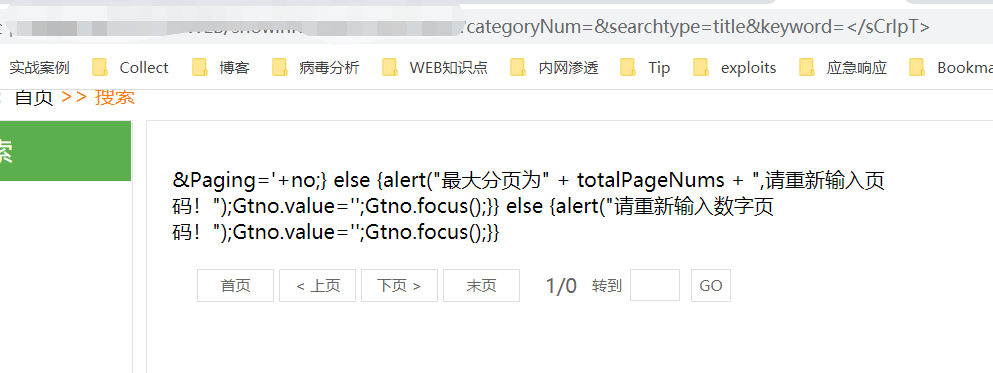 ?categoryNum=&searchtype=title&keyword=</sCrIpT>
实战案例 Collect 博客 病毒分析 WEB知识点 内网渗透 Tip exploits 应急响应 Bookma
首页 >> 搜索
索
&Paging='+no;} else {alert("最大分页为" + totalPageNums + ",请重新输入页
码！");Gtno.value='';Gtno.focus();}} else {alert("请重新输入数字页
码！");Gtno.value='';Gtno.focus();}}
首页 < 上页 下页 > 末页 1/0 转到 GO